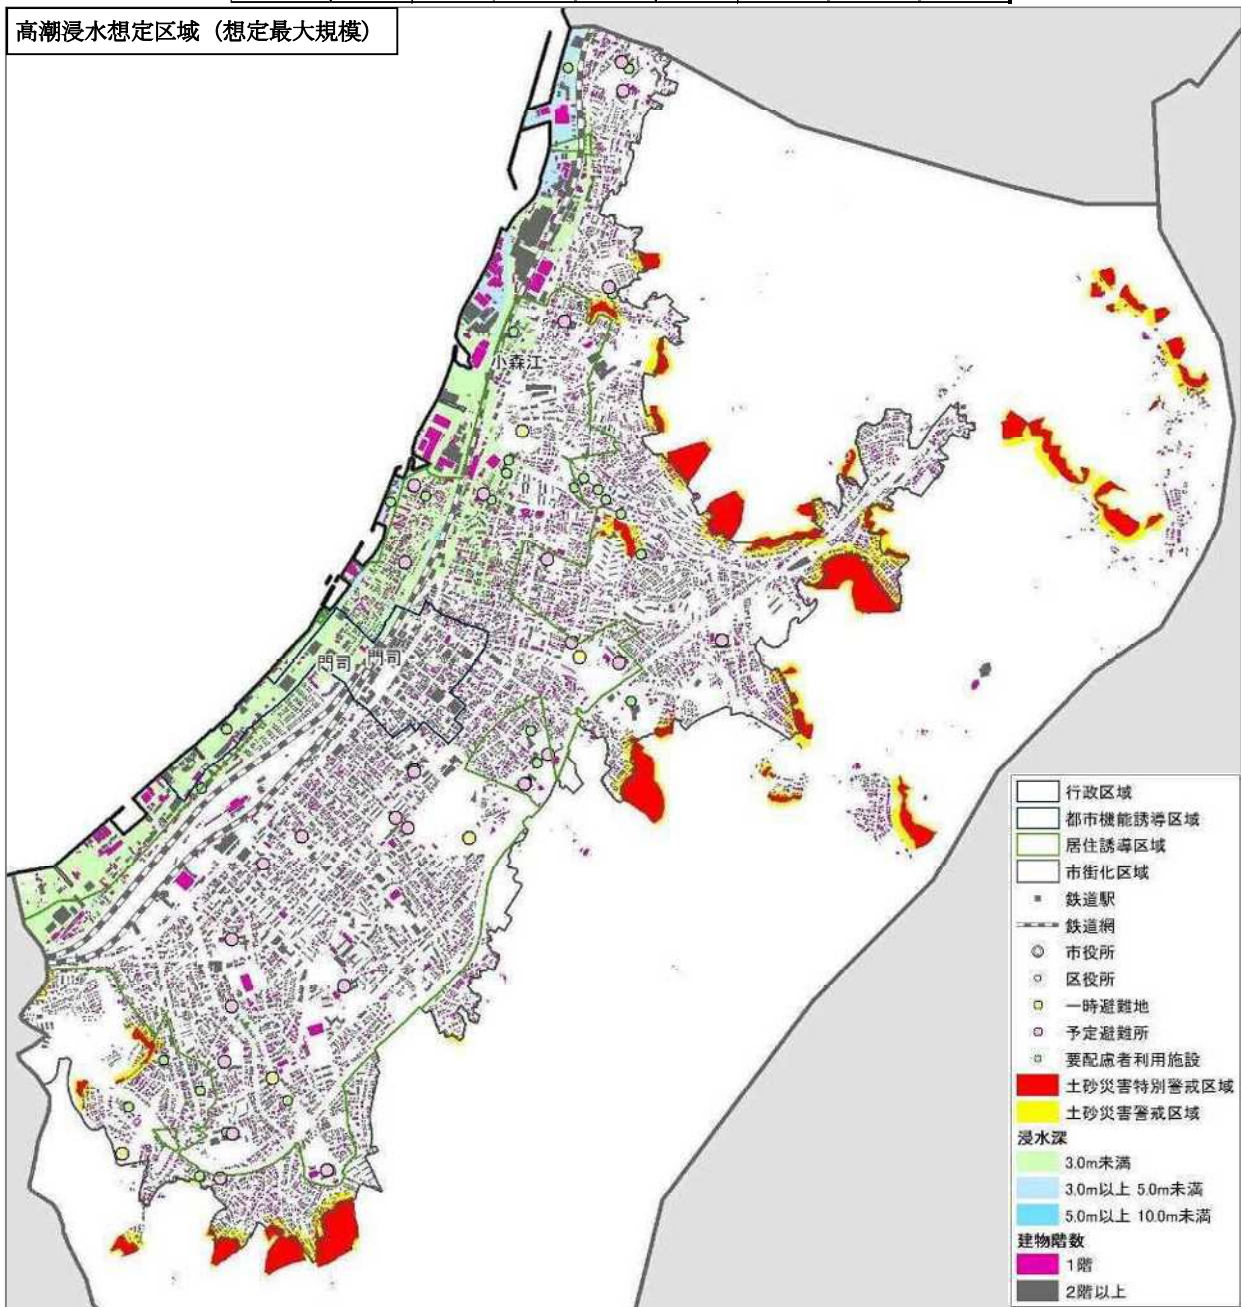 高潮浸水想定区域（想定最大規模）
小森江
門司
門司
行政区域
都市機能誘導区域
居住誘導区域
市街化区域
鉄道駅
鉄道網
市役所
区役所
一時避難地
予定避難所
要配慮者利用施設
土砂災害特別警戒区域
土砂災害警戒区域
浸水深
3.0m未満
3.0m以上 5.0m未満
5.0m以上 10.0m未満
建物階数
1階
2階以上